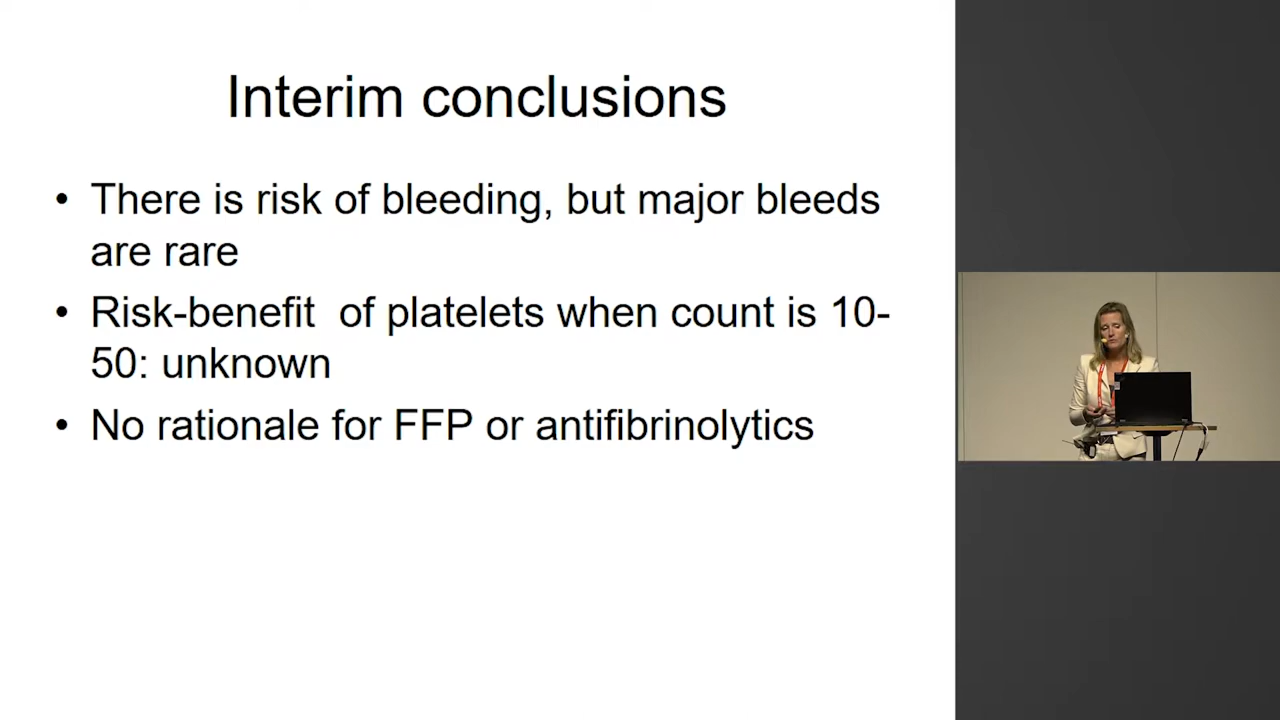 Interim conclusions
• There is risk of bleeding, but major bleeds
are rare
• Risk-benefit  of platelets when count is 10-
50: unknown
• No rationale for FFP or antifibrinolytics